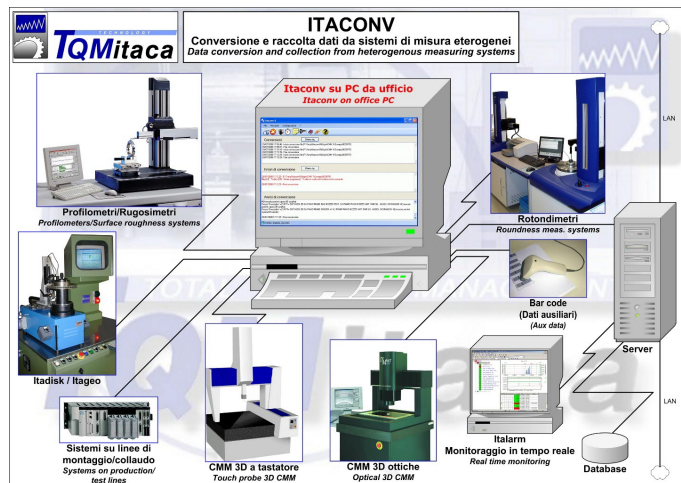 TECHNOLOGY
TQMitaca
ITACONV
Conversione e raccolta dati da sistemi di misura eterogenei
Data conversion and collection from heterogenous measuring systems
LAN
Itaconv su PC da ufficio
Itaconv on office PC
Profilometri/Rugosimetri
Profilometers/Surface roughness systems
Rotondimetri
Roundness meas. systems
Bar code
(Dati ausiliari)
(Aux data)
Server
Itadisk / Itageo
Sistemi su linee di
montaggio/collaudo
Systems on production/
test lines
CMM 3D a tastatore
Touch probe 3D CMM
CMM 3D ottiche
Optical 3D CMM
Italarm
Monitoraggio in tempo reale
Real time monitoring
LAN
Database